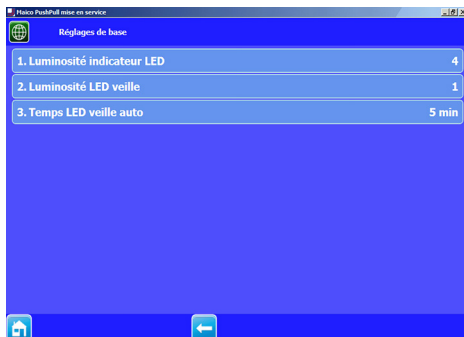 Maico PushPull mise en service
Réglages de base
1. Luminosité indicateur LED 4
2. Luminosité LED veille 1
3. Temps LED veille auto 5 min